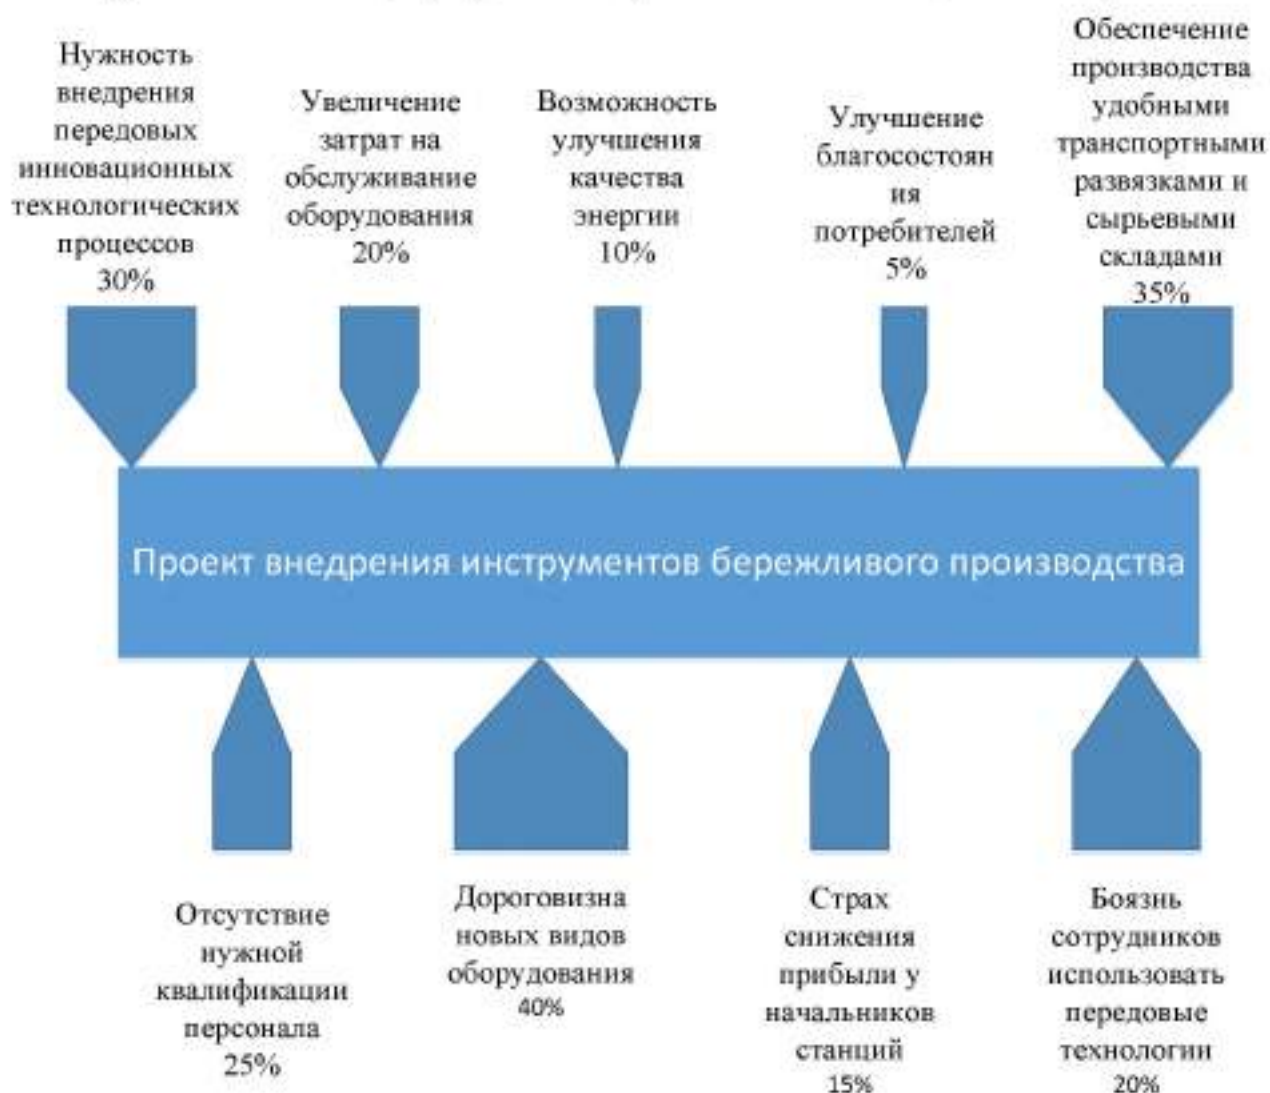 Нужность
внедрения
передовых
инновационных
технологических
процессов
30%
Увеличение
затрат на
обслуживание
оборудования
20%
Возможность
улучшения
качества
энергии
10%
Улучшение
благосостоян
ия
потребителей
5%
Обеспечение
производства
удобными
транспортными
развязками и
сырьевыми
складами
35%
Проект внедрения инструментов бережливого производства
Отсутствие
нужной
квалификации
персонала
25%
Дороговизна
новых видов
оборудования
40%
Страх
снижения
прибыли у
начальников
станций
15%
Боязнь
сотрудников
использовать
передовые
технологии
20%